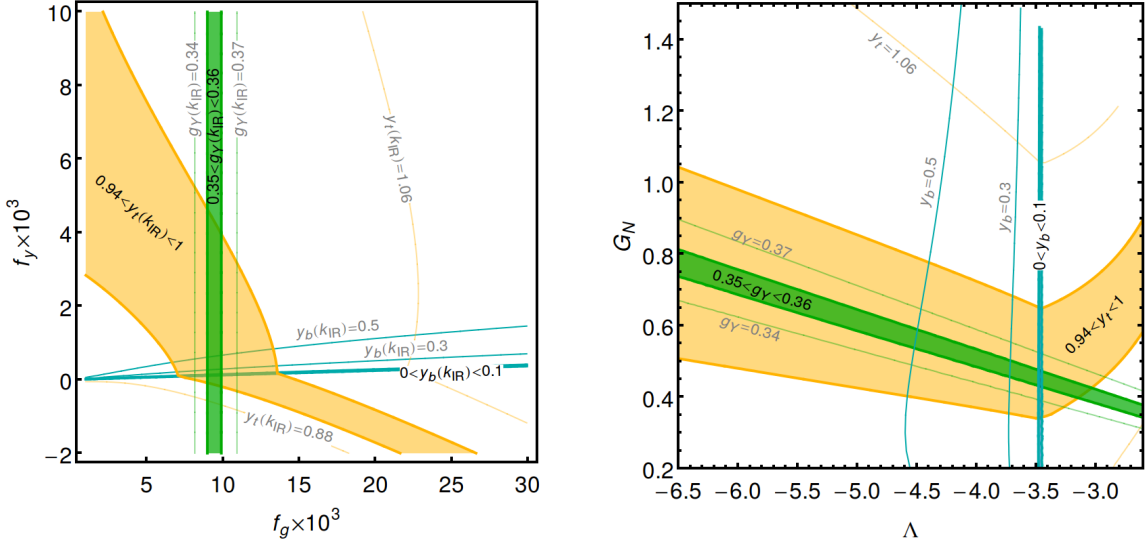 10
8
6
4
2
0
−2
f_y×10^3
g_Y(k_IR)=0.34
0.35<g_Y(k_IR)<0.36
g_Y(k_IR)=0.37
y_t(k_IR)=1.06
0.94<y_t(k_IR)<1
y_b(k_IR)=0.5
y_b(k_IR)=0.3
0<y_b(k_IR)<0.1
y_t(k_IR)=0.88
5 10 15 20 25 30
f_g×10^3
1.4
1.2
1.0
0.8
0.6
0.4
0.2
G_N
y_t=1.06
y_b=0.5
y_b=0.3
0<y_b<0.1
g_Y=0.37
0.35<g_Y<0.36
g_Y=0.34
0.94<y_t<1
−6.5 −6.0 −5.5 −5.0 −4.5 −4.0 −3.5 −3.0
Λ